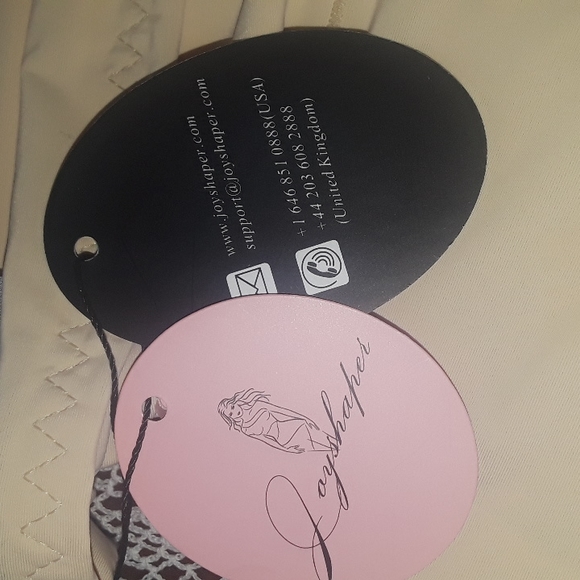 www.joyshaper.com
support@joyshaper.com
+1 646 851 0888(USA)
+44 203 608 2888
(United Kingdom)
Joyshaper